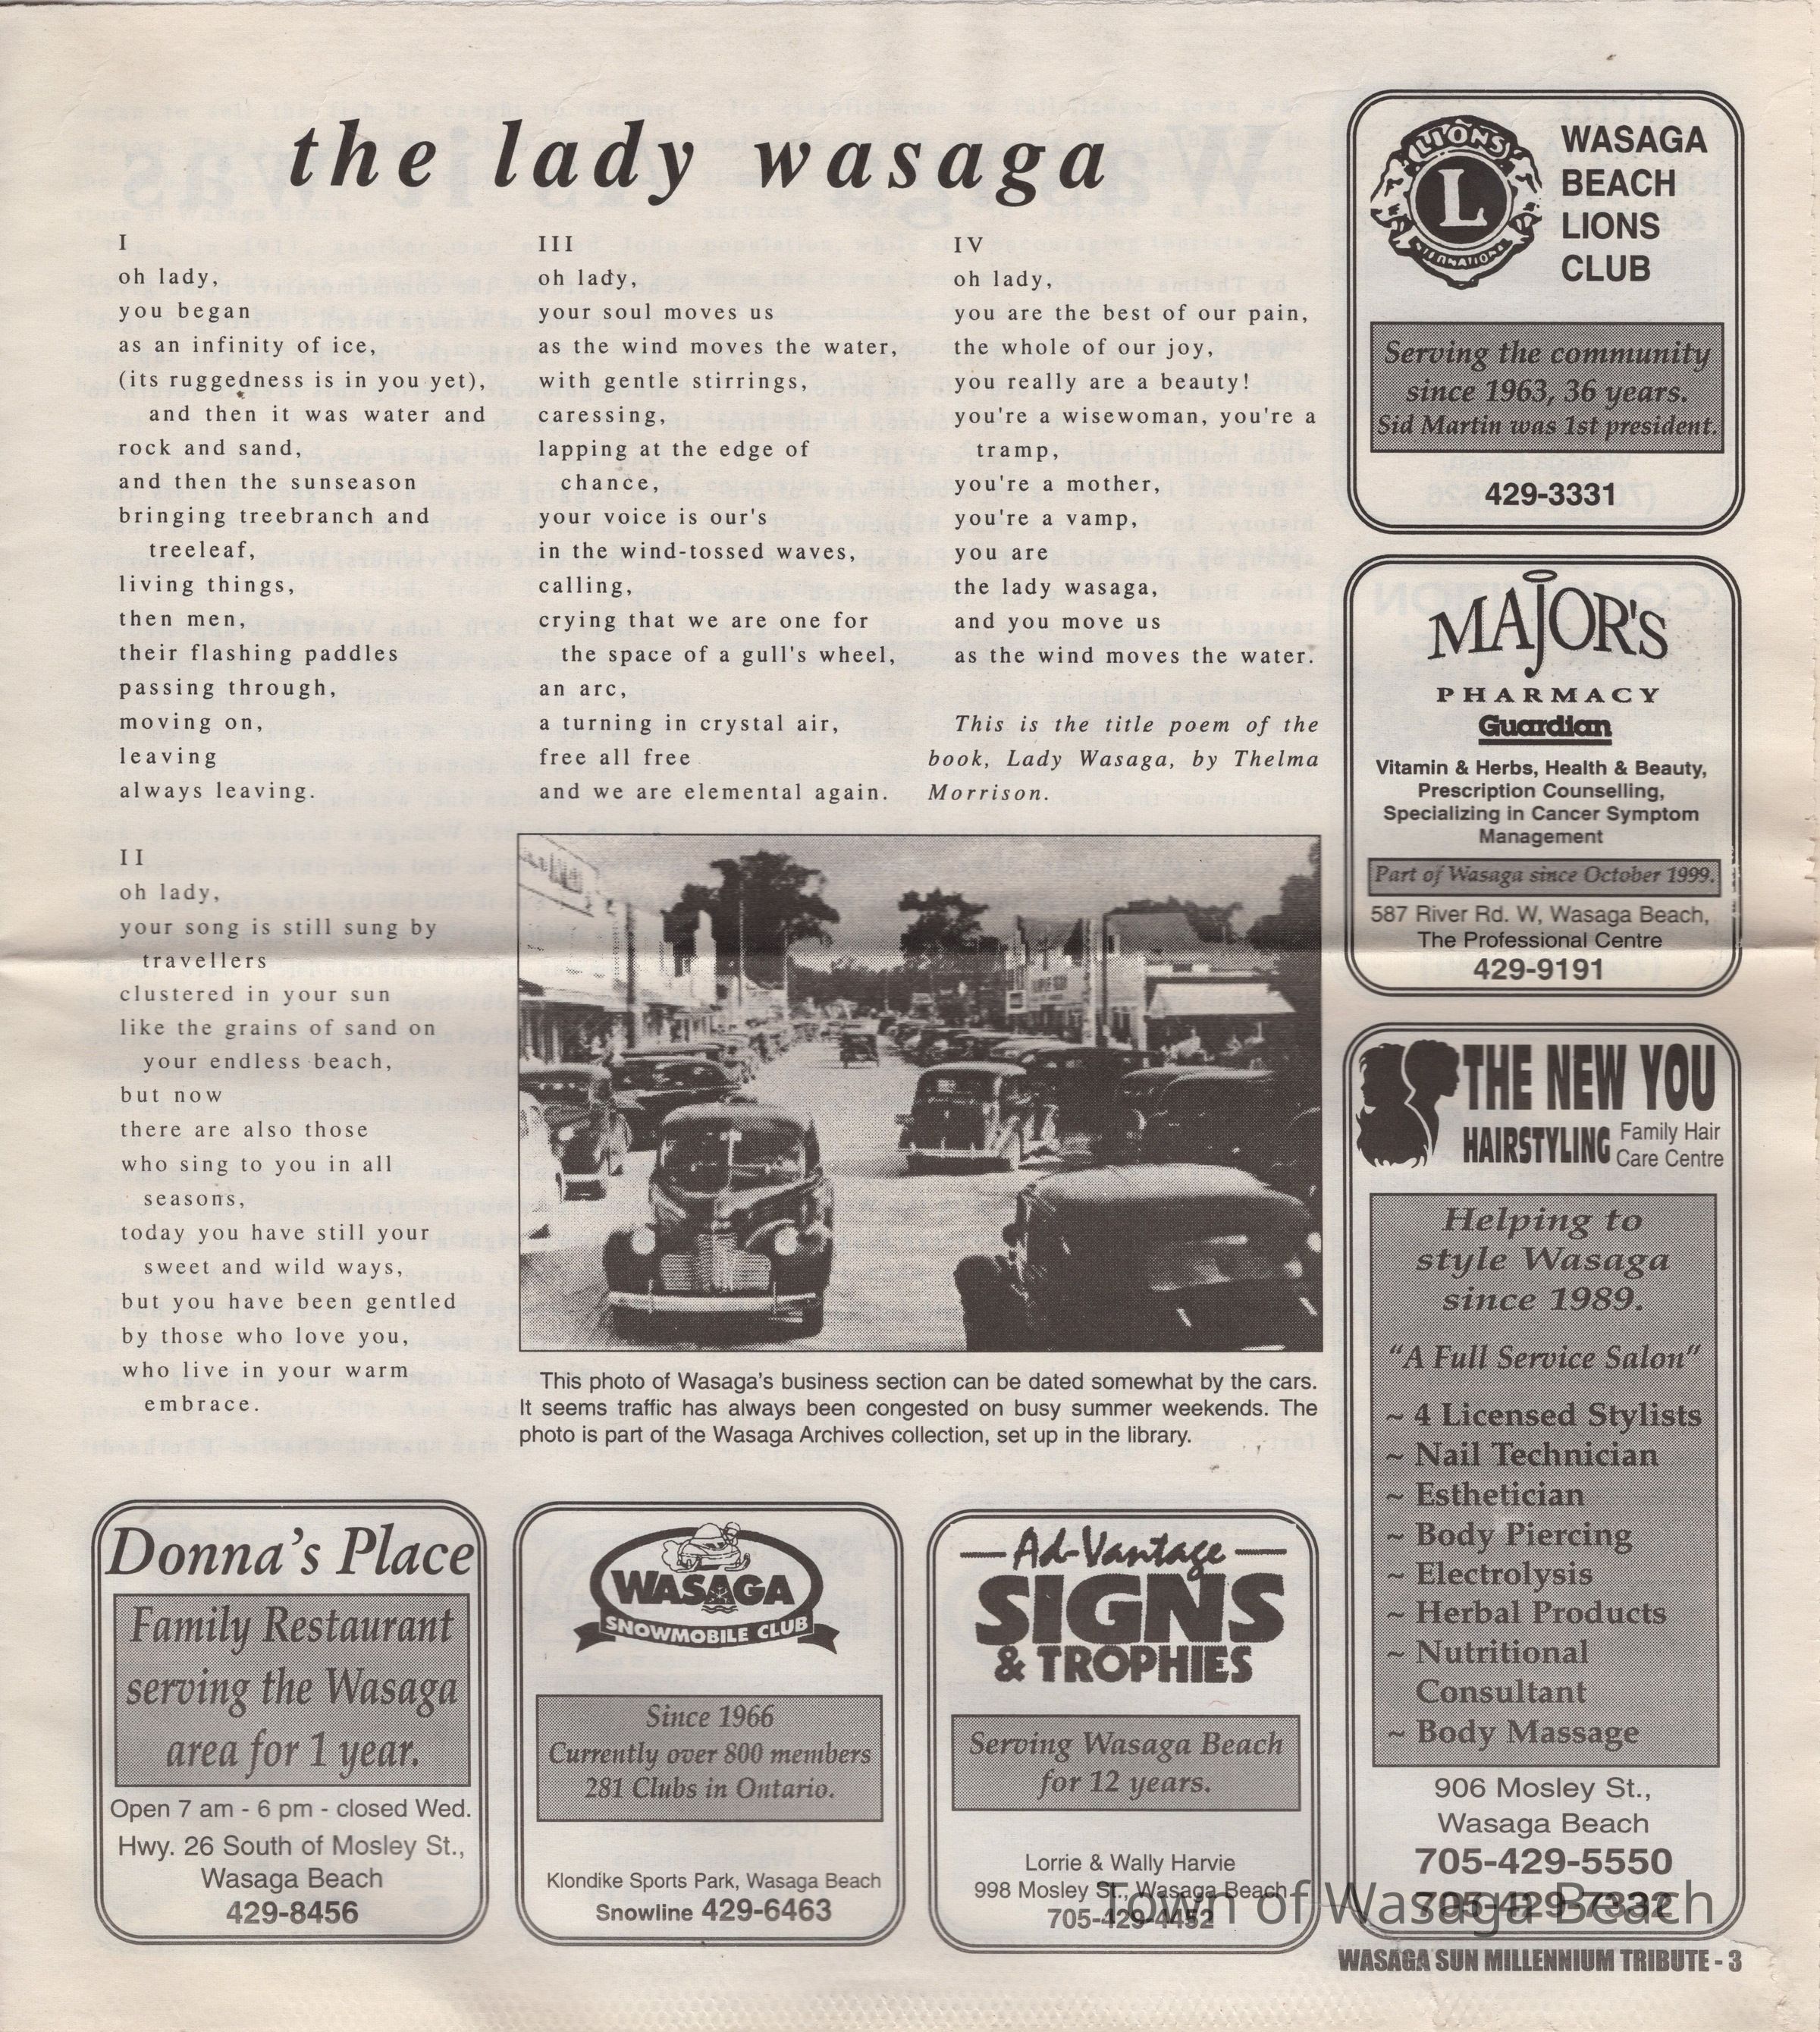 the lady wasaga
I
oh lady,
you began
as an infinity of ice,
(its ruggedness is in you yet),
and then it was water and
rock and sand,
and then the sunseason
bringing treebranch and
treeleaf,
living things,
then men,
their flashing paddles
passing through,
moving on,
leaving
always leaving.
II
oh lady,
your song is still sung by
travellers
clustered in your sun
like the grains of sand on
your endless beach,
but now
there are also those
who sing to you in all
seasons,
today you have still your
sweet and wild ways,
but you have been gentled
by those who love you,
who live in your warm
embrace.
III
oh lady,
your soul moves us
as the wind moves the water,
with gentle stirrings,
caressing,
lapping at the edge of
chance,
your voice is our's
in the wind-tossed waves,
calling,
crying that we are one for
the space of a gull's wheel,
an arc,
a turning in crystal air,
free all free
and we are elemental again.
IV
oh lady,
you are the best of our pain,
the whole of our joy,
you really are a beauty!
you're a wisewoman, you're a
tramp,
you're a mother,
you're a vamp,
you are
the lady wasaga,
and you move us
as the wind moves the water.
This is the title poem of the
book, Lady Wasaga, by Thelma
Morrison.
This photo of Wasaga's business section can be dated somewhat by the cars.
It seems traffic has always been congested on busy summer weekends. The
photo is part of the Wasaga Archives collection, set up in the library.
LIONS
L
INTERNATIONAL
WASAGA
BEACH
LIONS
CLUB
Serving the community
since 1963, 36 years.
Sid Martin was 1st president.
429-3331
MAJOR'S
PHARMACY
Guardian
Vitamin & Herbs, Health & Beauty,
Prescription Counselling,
Specializing in Cancer Symptom
Management
Part of Wasaga since October 1999.
587 River Rd. W, Wasaga Beach,
The Professional Centre
429-9191
THE NEW YOU
HAIRSTYLING Family Hair
Care Centre
Helping to
style Wasaga
since 1989.
"A Full Service Salon"
~ 4 Licensed Stylists
~ Nail Technician
~ Esthetician
~ Body Piercing
~ Electrolysis
~ Herbal Products
~ Nutritional
Consultant
~ Body Massage
906 Mosley St.,
Wasaga Beach
705-429-5550
705-429-7332
Donna's Place
Family Restaurant
serving the Wasaga
area for 1 year.
Open 7 am - 6 pm - closed Wed.
Hwy. 26 South of Mosley St.,
Wasaga Beach
429-8456
WASAGA
SNOWMOBILE CLUB
Since 1966
Currently over 800 members
281 Clubs in Ontario.
Klondike Sports Park, Wasaga Beach
Snowline 429-6463
Ad-Vantage
SIGNS
& TROPHIES
Serving Wasaga Beach
for 12 years.
Lorrie & Wally Harvie
998 Mosley St., Wasaga Beach
705-429-4452
Town of Wasaga Beach
WASAGA SUN MILLENNIUM TRIBUTE - 3